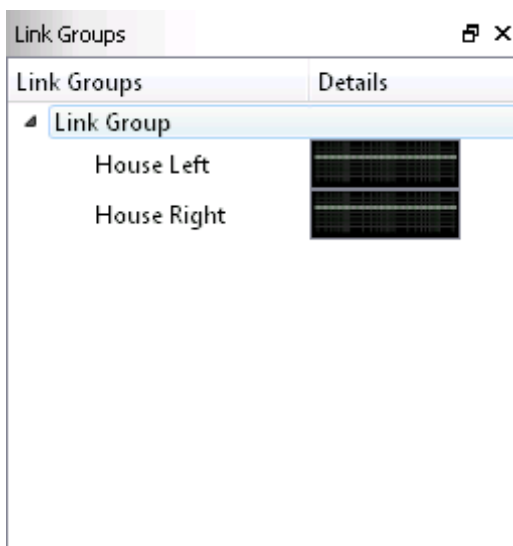 Link Groups
Link Groups Details
Link Group
House Left
House Right